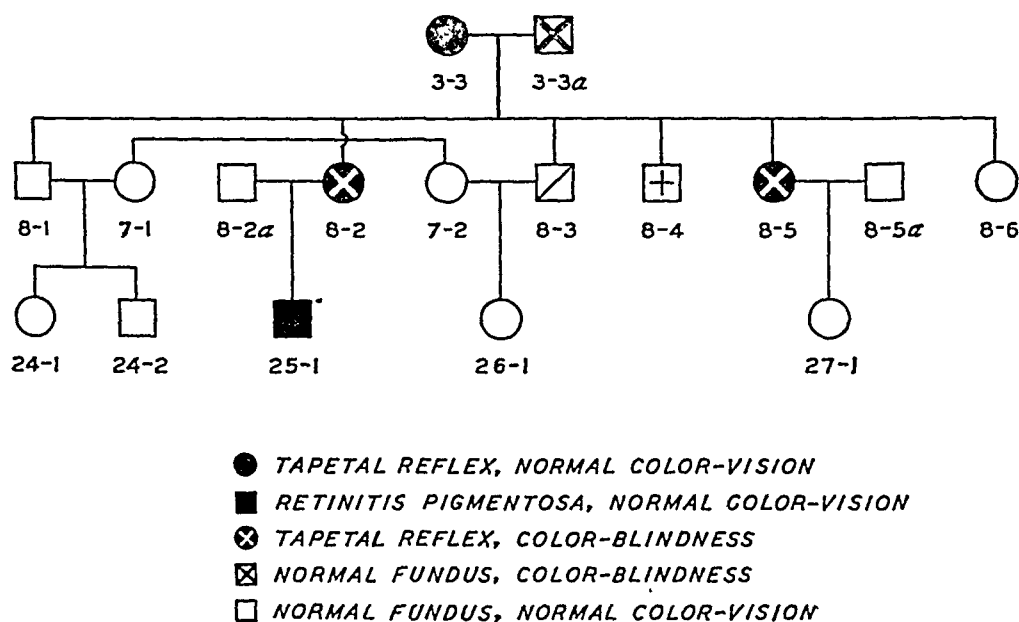 3-3 3-3a
8-1 7-1 8-2a 8-2 7-2 8-3 8-4 8-5 8-5a 8-6
24-1 24-2 25-1 26-1 27-1
TAPETAL REFLEX, NORMAL COLOR-VISION
RETINITIS PIGMENTOSA, NORMAL COLOR-VISION
TAPETAL REFLEX, COLOR-BLINDNESS
NORMAL FUNDUS, COLOR-BLINDNESS
NORMAL FUNDUS, NORMAL COLOR-VISION